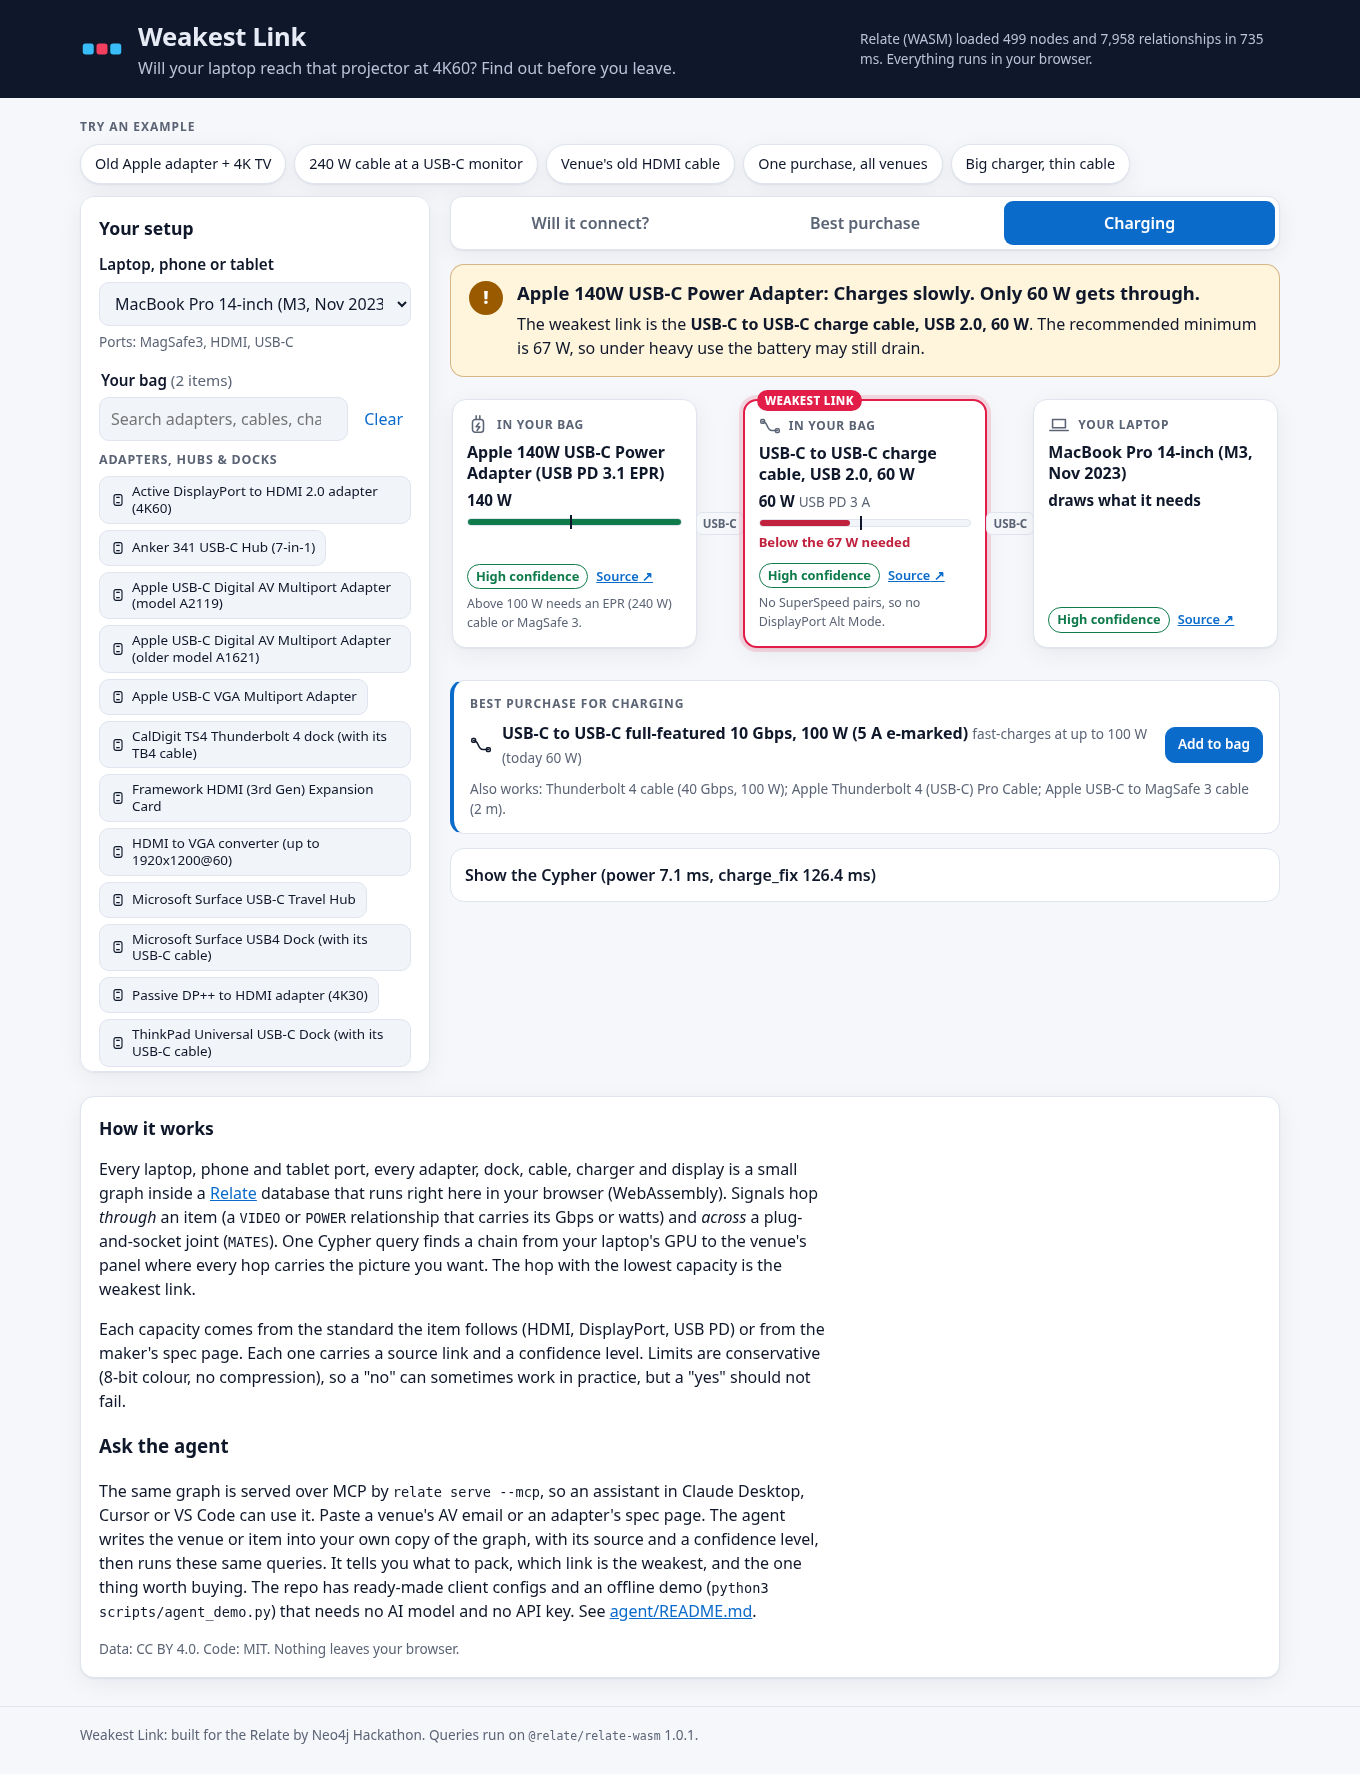 Weakest Link
Will your laptop reach that projector at 4K60? Find out before you leave.
Relate (WASM) loaded 499 nodes and 7,958 relationships in 735
ms. Everything runs in your browser.
TRY AN EXAMPLE
Old Apple adapter + 4K TV
240 W cable at a USB-C monitor
Venue's old HDMI cable
One purchase, all venues
Big charger, thin cable
Your setup
Laptop, phone or tablet
MacBook Pro 14-inch (M3, Nov 2023
Ports: MagSafe3, HDMI, USB-C
Your bag (2 items)
Search adapters, cables, cha
Clear
ADAPTERS, HUBS & DOCKS
Active DisplayPort to HDMI 2.0 adapter
(4K60)
Anker 341 USB-C Hub (7-in-1)
Apple USB-C Digital AV Multiport Adapter
(model A2119)
Apple USB-C Digital AV Multiport Adapter
(older model A1621)
Apple USB-C VGA Multiport Adapter
CalDigit TS4 Thunderbolt 4 dock (with its
TB4 cable)
Framework HDMI (3rd Gen) Expansion
Card
HDMI to VGA converter (up to
1920x1200@60)
Microsoft Surface USB-C Travel Hub
Microsoft Surface USB4 Dock (with its
USB-C cable)
Passive DP++ to HDMI adapter (4K30)
ThinkPad Universal USB-C Dock (with its
USB-C cable)
Will it connect?
Best purchase
Charging
!
Apple 140W USB-C Power Adapter: Charges slowly. Only 60 W gets through.
The weakest link is the USB-C to USB-C charge cable, USB 2.0, 60 W. The recommended minimum
is 67 W, so under heavy use the battery may still drain.
IN YOUR BAG
Apple 140W USB-C Power
Adapter (USB PD 3.1 EPR)
140 W
High confidence
Source ↗
Above 100 W needs an EPR (240 W)
cable or MagSafe 3.
USB-C
WEAKEST LINK
IN YOUR BAG
USB-C to USB-C charge
cable, USB 2.0, 60 W
60 W USB PD 3 A
Below the 67 W needed
High confidence
Source ↗
No SuperSpeed pairs, so no
DisplayPort Alt Mode.
USB-C
YOUR LAPTOP
MacBook Pro 14-inch (M3,
Nov 2023)
draws what it needs
High confidence
Source ↗
BEST PURCHASE FOR CHARGING
USB-C to USB-C full-featured 10 Gbps, 100 W (5 A e-marked) fast-charges at up to 100 W
(today 60 W)
Add to bag
Also works: Thunderbolt 4 cable (40 Gbps, 100 W); Apple Thunderbolt 4 (USB-C) Pro Cable; Apple USB-C to MagSafe 3 cable
(2 m).
Show the Cypher (power 7.1 ms, charge_fix 126.4 ms)
How it works
Every laptop, phone and tablet port, every adapter, dock, cable, charger and display is a small
graph inside a Relate database that runs right here in your browser (WebAssembly). Signals hop
through an item (a VIDEO or POWER relationship that carries its Gbps or watts) and across a plug-
and-socket joint (MATES). One Cypher query finds a chain from your laptop's GPU to the venue's
panel where every hop carries the picture you want. The hop with the lowest capacity is the
weakest link.
Each capacity comes from the standard the item follows (HDMI, DisplayPort, USB PD) or from the
maker's spec page. Each one carries a source link and a confidence level. Limits are conservative
(8-bit colour, no compression), so a "no" can sometimes work in practice, but a "yes" should not
fail.
Ask the agent
The same graph is served over MCP by relate serve --mcp, so an assistant in Claude Desktop,
Cursor or VS Code can use it. Paste a venue's AV email or an adapter's spec page. The agent
writes the venue or item into your own copy of the graph, with its source and a confidence level,
then runs these same queries. It tells you what to pack, which link is the weakest, and the one
thing worth buying. The repo has ready-made client configs and an offline demo (python3
scripts/agent_demo.py) that needs no AI model and no API key. See agent/README.md.
Data: CC BY 4.0. Code: MIT. Nothing leaves your browser.
Weakest Link: built for the Relate by Neo4j Hackathon. Queries run on @relate/relate-wasm 1.0.1.